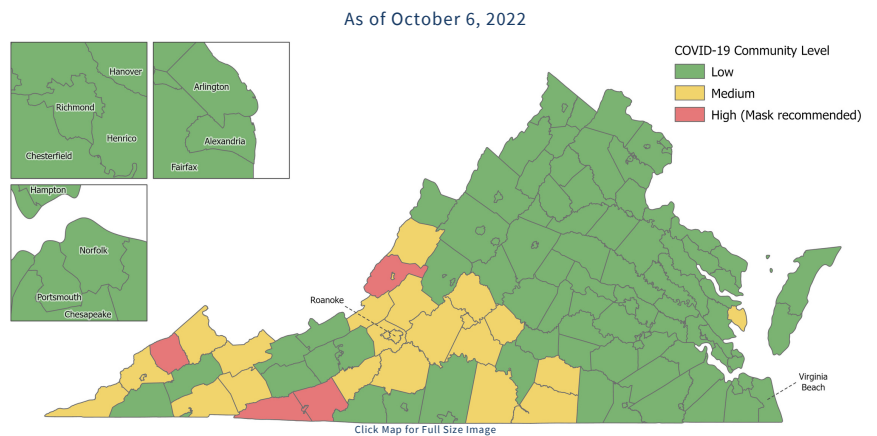 As of October 6, 2022
COVID-19 Community Level
Low
Medium
High (Mask recommended)
Hanover
Richmond
Henrico
Chesterfield
Arlington
Alexandria
Fairfax
Hampton
Norfolk
Portsmouth
Chesapeake
Roanoke
Virginia
Beach
Click Map for Full Size Image